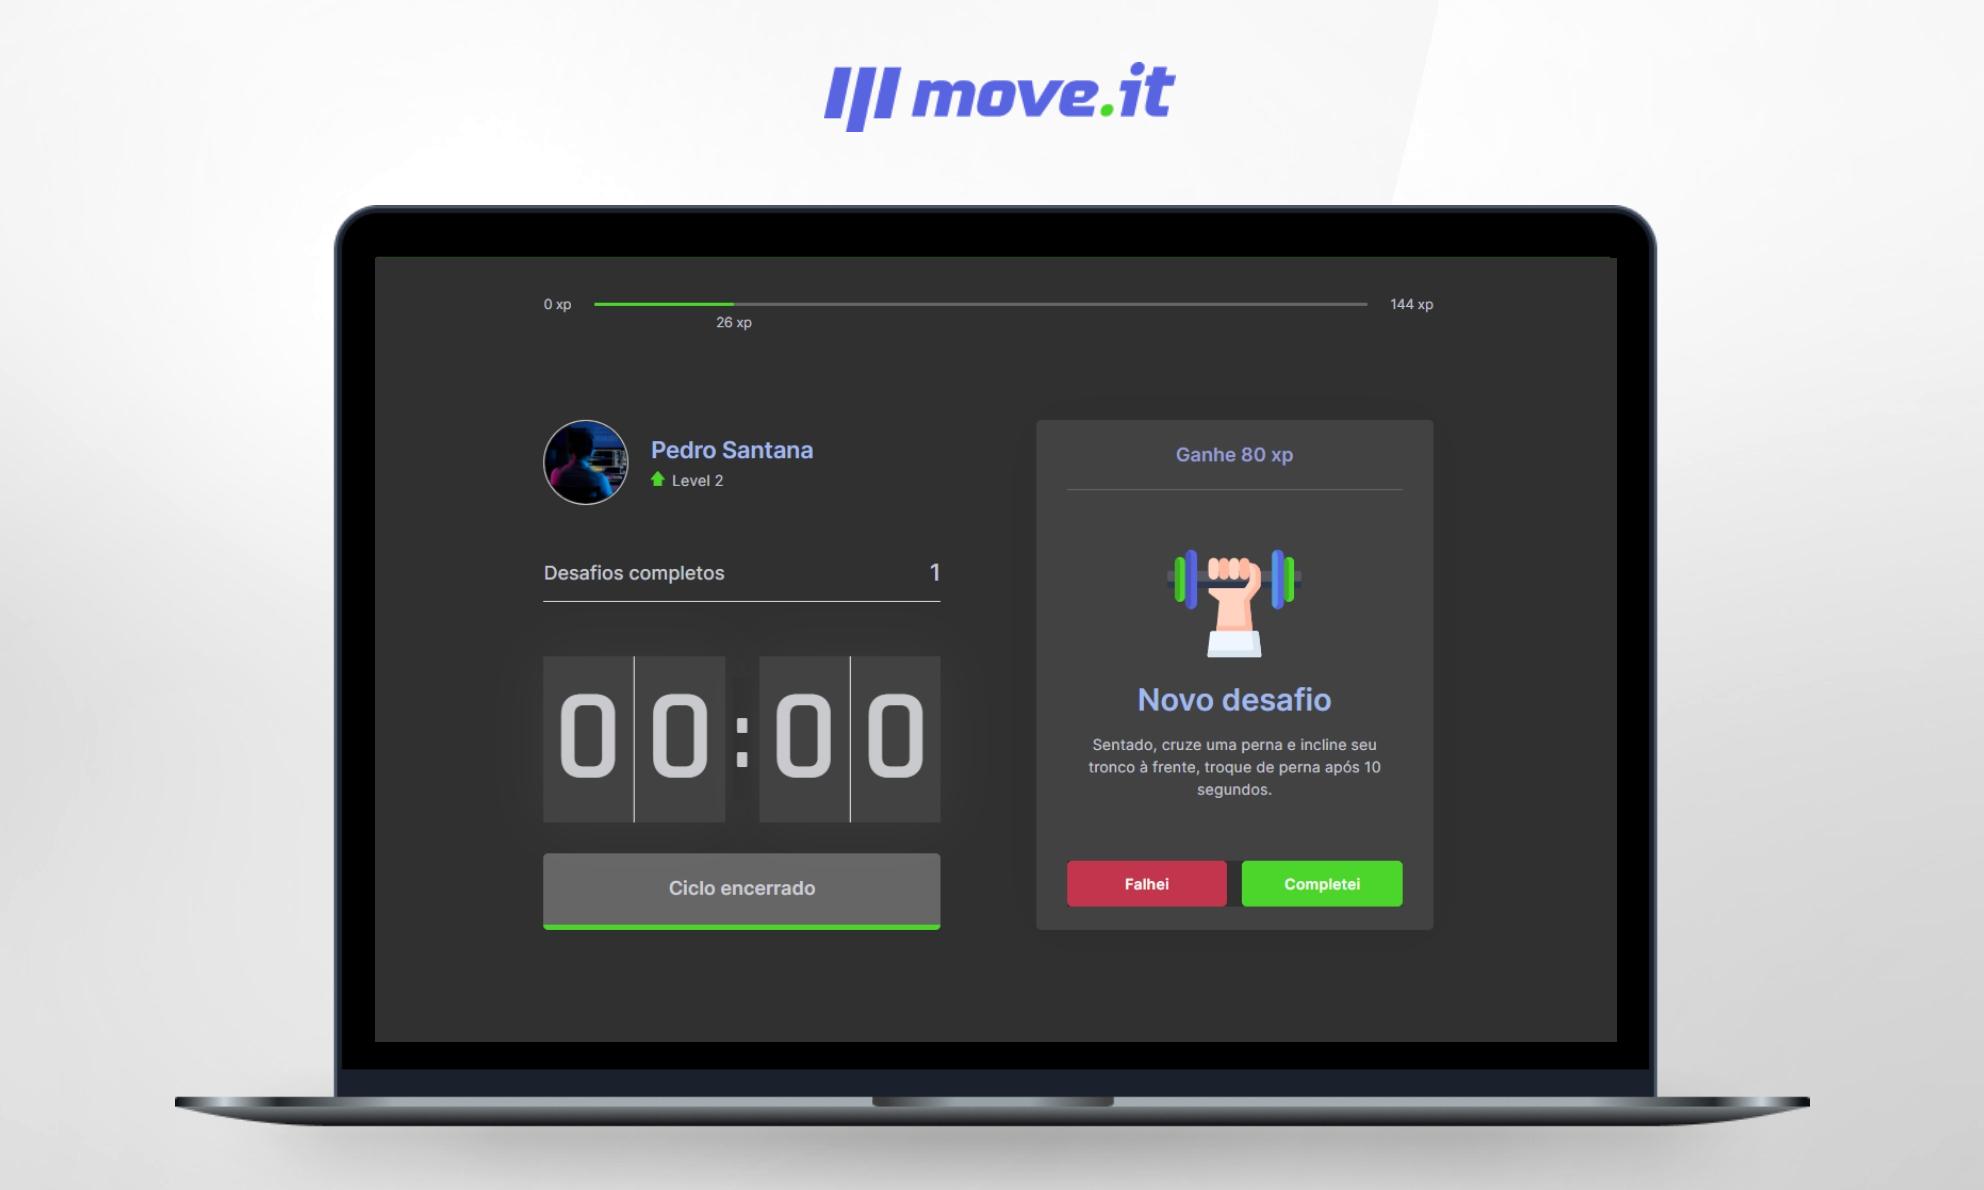 move.it
0 xp
144 xp
26 xp
Pedro Santana
Level 2
Desafios completos 1
00:00
Ciclo encerrado
Ganhe 80 xp
Novo desafio
Sentado, cruze uma perna e incline seu
tronco à frente, troque de perna após 10
segundos.
Falhei
Completei